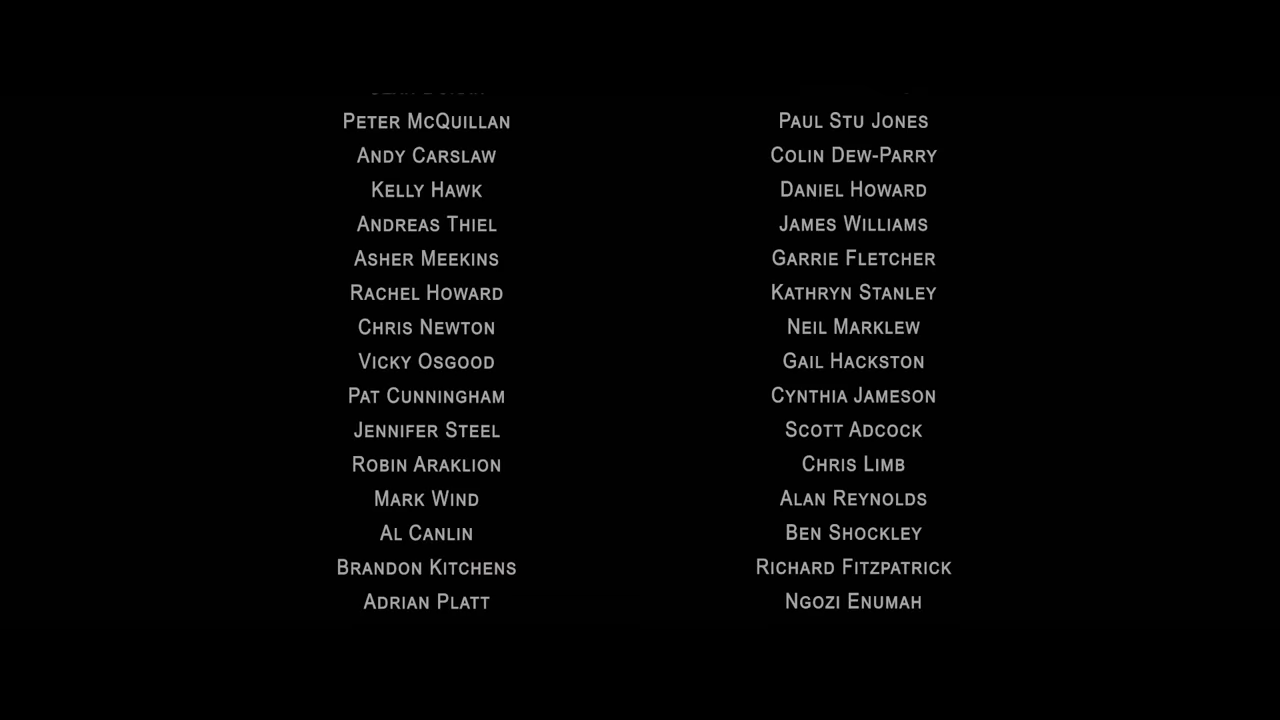 Peter McQuillan
Paul Stu Jones
Andy Carslaw
Colin Dew-Parry
Kelly Hawk
Daniel Howard
Andreas Thiel
James Williams
Asher Meekins
Garrie Fletcher
Rachel Howard
Kathryn Stanley
Chris Newton
Neil Marklew
Vicky Osgood
Gail Hackston
Pat Cunningham
Cynthia Jameson
Jennifer Steel
Scott Adcock
Robin Araklion
Chris Limb
Mark Wind
Alan Reynolds
Al Canlin
Ben Shockley
Brandon Kitchens
Richard Fitzpatrick
Adrian Platt
Ngozi Enumah